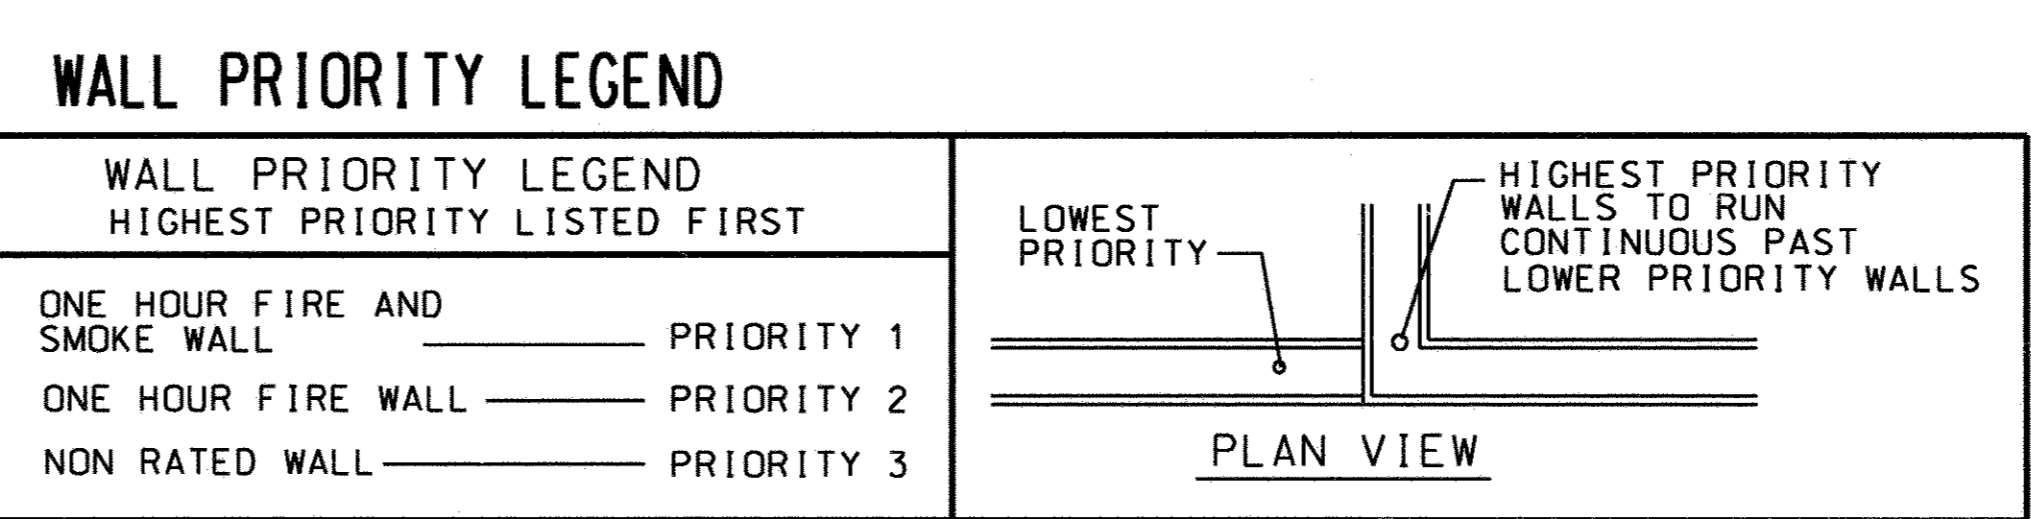 WALL PRIORITY LEGEND
WALL PRIORITY LEGEND
HIGHEST PRIORITY LISTED FIRST
ONE HOUR FIRE AND
SMOKE WALL PRIORITY 1
ONE HOUR FIRE WALL PRIORITY 2
NON RATED WALL PRIORITY 3
LOWEST
PRIORITY
HIGHEST PRIORITY
WALLS TO RUN
CONTINUOUS PAST
LOWER PRIORITY WALLS
PLAN VIEW